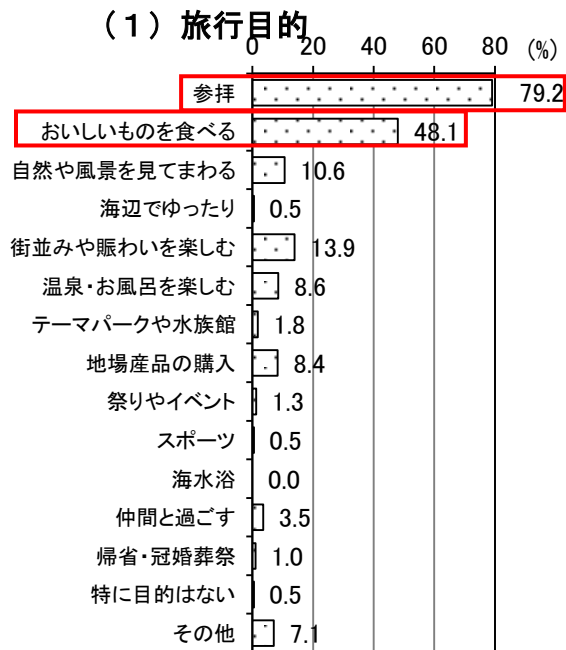 （１）旅行目的
0 20 40 60 80 (%)
参拝 79.2
おいしいものを食べる 48.1
自然や風景を見てまわる 10.6
海辺でゆったり 0.5
街並みや賑わいを楽しむ 13.9
温泉・お風呂を楽しむ 8.6
テーマパークや水族館 1.8
地場産品の購入 8.4
祭りやイベント 1.3
スポーツ 0.5
海水浴 0.0
仲間と過ごす 3.5
帰省・冠婚葬祭 1.0
特に目的はない 0.5
その他 7.1